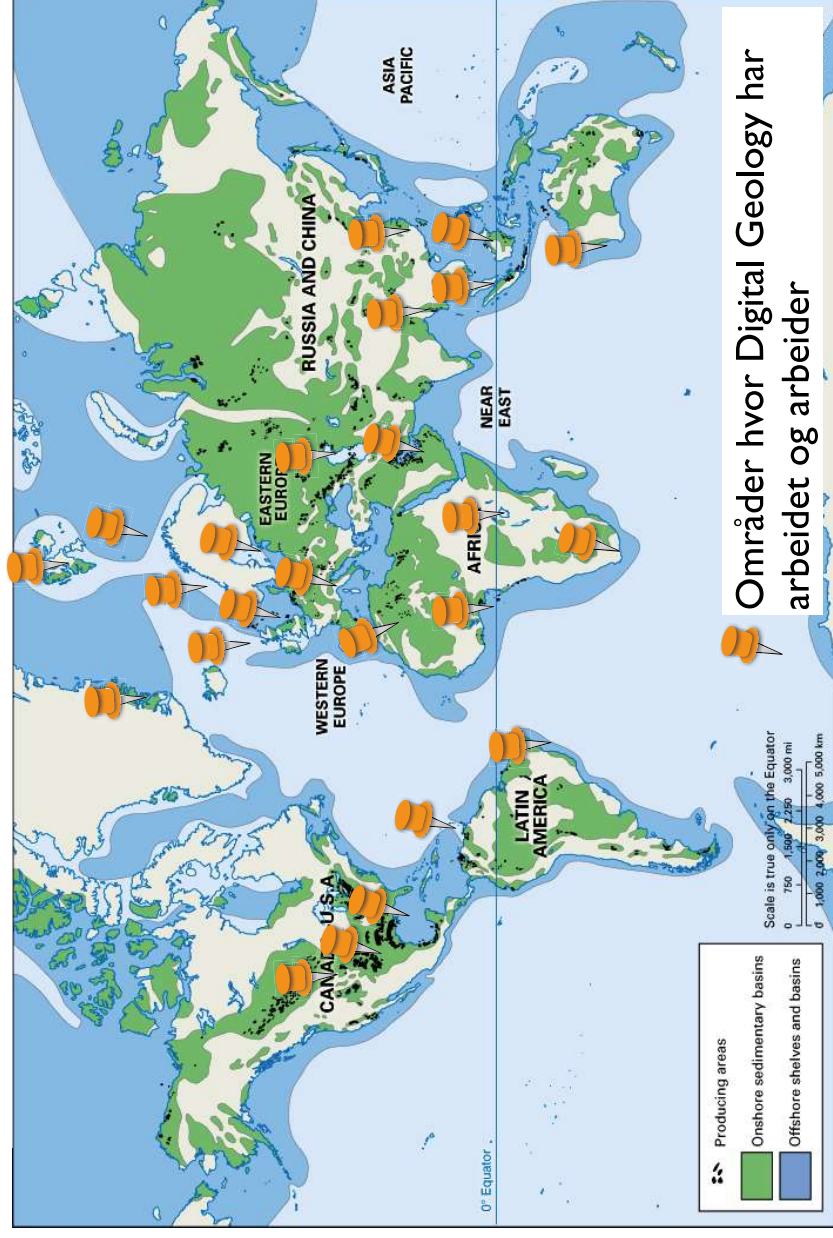 ASIA
PACIFIC
RUSSIA AND CHINA
EASTERN
EUROPE
NEAR
EAST
AFRI
WESTERN
EUROPE
LATIN
AMERICA
CANAD
U.S.A.
0° Equator
Producing areas
Onshore sedimentary basins
Offshore shelves and basins
Scale is true only on the Equator
0 750 1,500 2,250 3,000 mi
0 1,000 2,000 3,000 4,000 5,000 km
Områder hvor Digital Geology har
arbeidet og arbeider